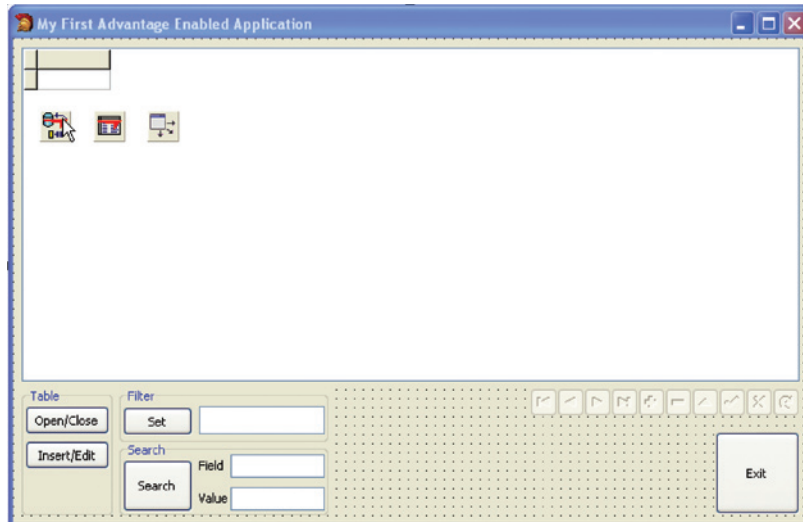 My First Advantage Enabled Application
Table
Open/Close
Insert/Edit
Filter
Set
Search
Search
Field
Value
Exit